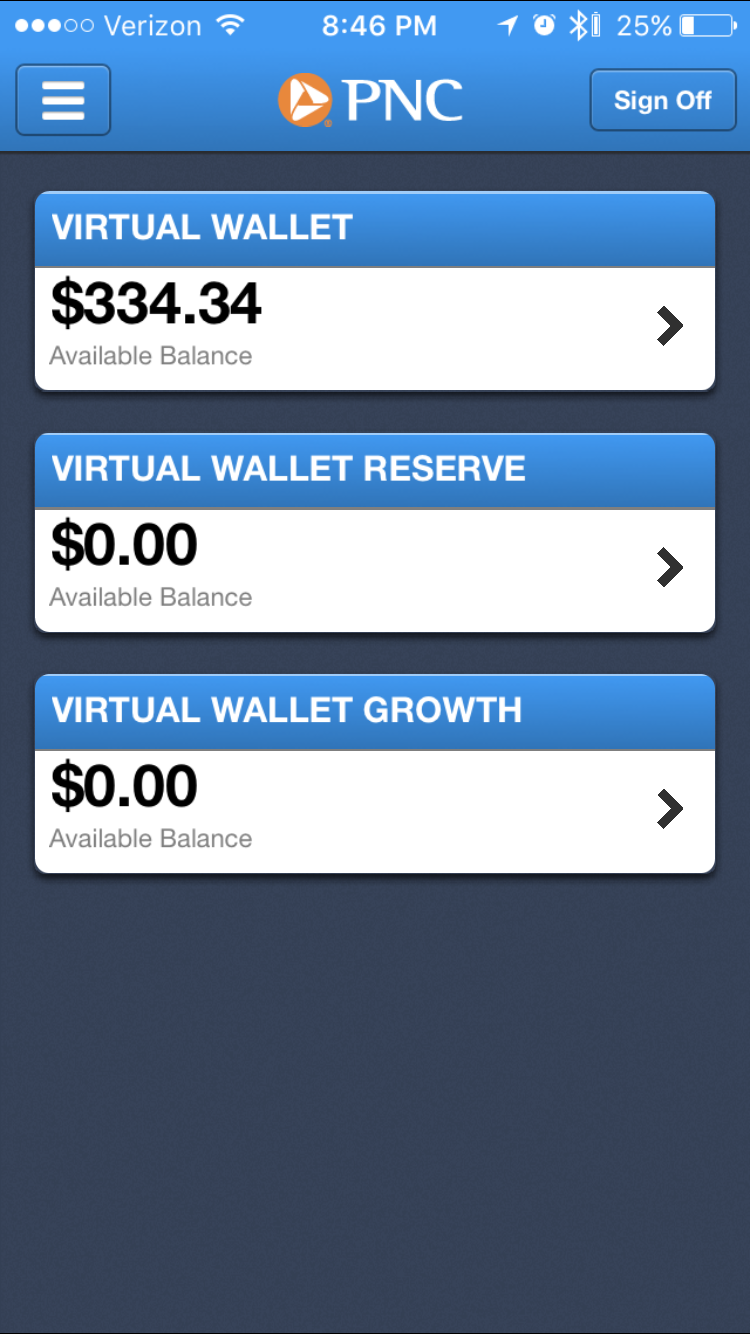 Verizon 8:46 PM 25%
PNC Sign Off
VIRTUAL WALLET
$334.34
Available Balance
VIRTUAL WALLET RESERVE
$0.00
Available Balance
VIRTUAL WALLET GROWTH
$0.00
Available Balance